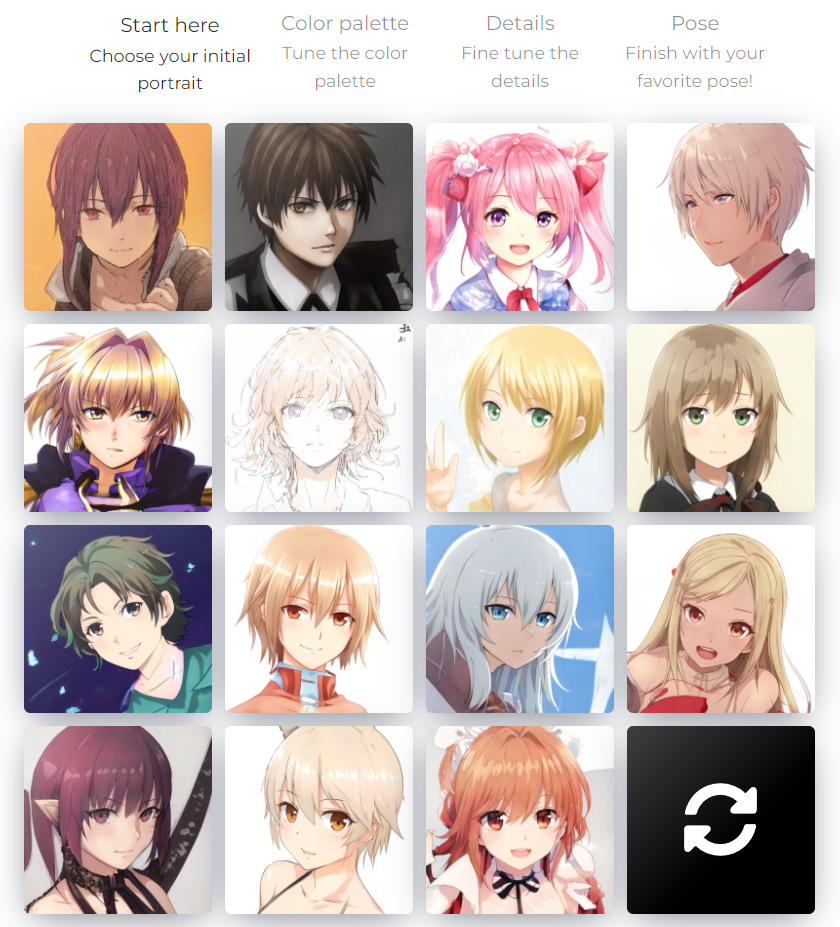 Start here
Choose your initial
portrait
Color palette
Tune the color
palette
Details
Fine tune the
details
Pose
Finish with your
favorite pose!